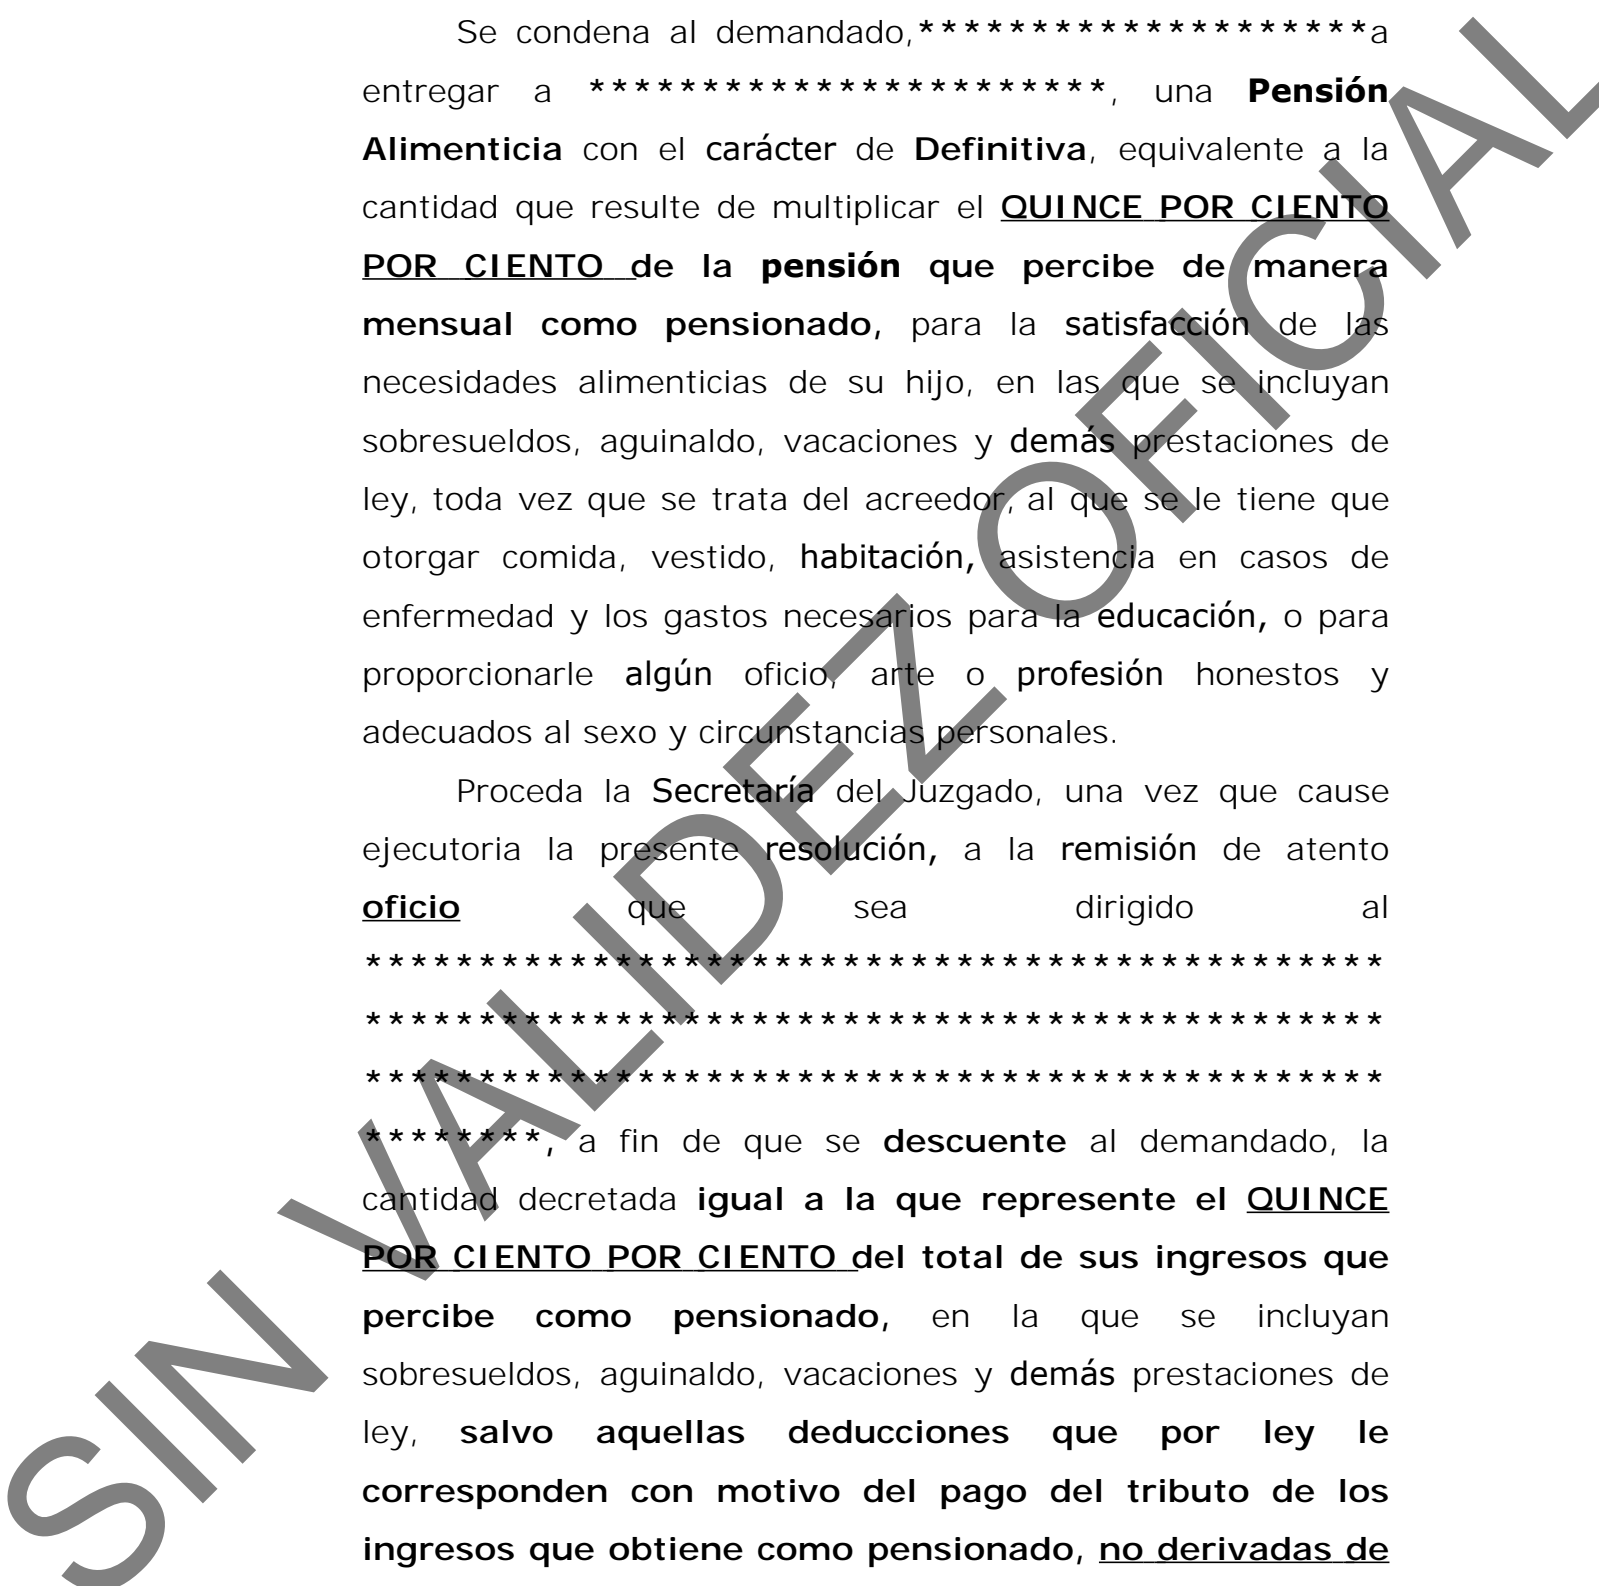 Se condena al demandado,********************a
entregar a ***********************, una Pensión
Alimenticia con el carácter de Definitiva, equivalente a la
cantidad que resulte de multiplicar el QUINCE POR CIENTO
POR CIENTO de la pensión que percibe de manera
mensual como pensionado, para la satisfacción de las
necesidades alimenticias de su hijo, en las que se incluyan
sobresueldos, aguinaldo, vacaciones y demás prestaciones de
ley, toda vez que se trata del acreedor, al que se le tiene que
otorgar comida, vestido, habitación, asistencia en casos de
enfermedad y los gastos necesarios para la educación, o para
proporcionarle algún oficio, arte o profesión honestos y
adecuados al sexo y circunstancias personales.
Proceda la Secretaría del Juzgado, una vez que cause
ejecutoria la presente resolución, a la remisión de atento
oficio que sea dirigido al
*********************************************
*********************************************
*********************************************
********, a fin de que se descuente al demandado, la
cantidad decretada igual a la que represente el QUINCE
POR CIENTO POR CIENTO del total de sus ingresos que
percibe como pensionado, en la que se incluyan
sobresueldos, aguinaldo, vacaciones y demás prestaciones de
ley, salvo aquellas deducciones que por ley le
corresponden con motivo del pago del tributo de los
ingresos que obtiene como pensionado, no derivadas de
SIN VALIDEZ OFICIAL